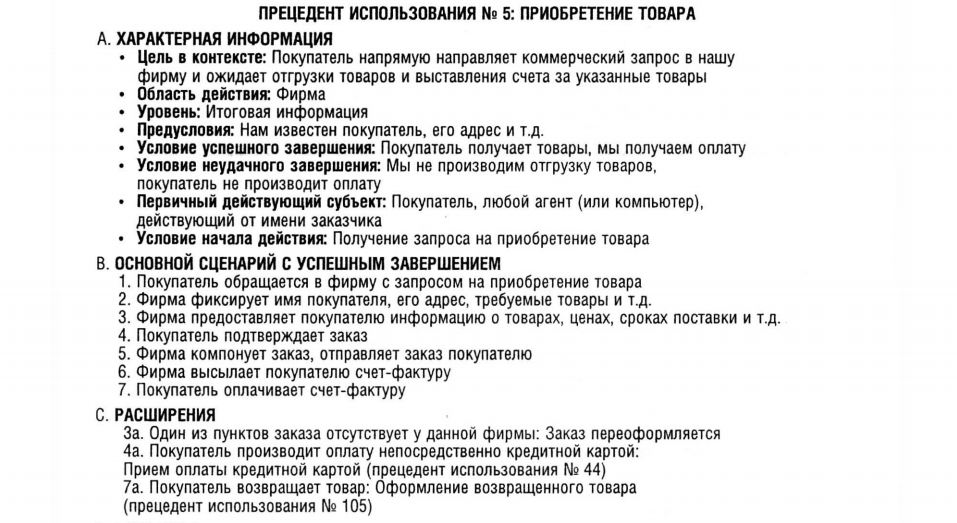 ПРЕЦЕДЕНТ ИСПОЛЬЗОВАНИЯ № 5: ПРИОБРЕТЕНИЕ ТОВАРА
A. ХАРАКТЕРНАЯ ИНФОРМАЦИЯ
• Цель в контексте: Покупатель напрямую направляет коммерческий запрос в нашу
фирму и ожидает отгрузки товаров и выставления счета за указанные товары
• Область действия: Фирма
• Уровень: Итоговая информация
• Предусловия: Нам известен покупатель, его адрес и т.д.
• Условие успешного завершения: Покупатель получает товары, мы получаем оплату
• Условие неудачного завершения: Мы не производим отгрузку товаров,
покупатель не производит оплату
• Первичный действующий субъект: Покупатель, любой агент (или компьютер),
действующий от имени заказчика
• Условие начала действия: Получение запроса на приобретение товара
B. ОСНОВНОЙ СЦЕНАРИЙ С УСПЕШНЫМ ЗАВЕРШЕНИЕМ
1. Покупатель обращается в фирму с запросом на приобретение товара
2. Фирма фиксирует имя покупателя, его адрес, требуемые товары и т.д.
3. Фирма предоставляет покупателю информацию о товарах, ценах, сроках поставки и т.д.
4. Покупатель подтверждает заказ
5. Фирма компонует заказ, отправляет заказ покупателю
6. Фирма высылает покупателю счет-фактуру
7. Покупатель оплачивает счет-фактуру
C. РАСШИРЕНИЯ
3а. Один из пунктов заказа отсутствует у данной фирмы: Заказ переоформляется
4а. Покупатель производит оплату непосредственно кредитной картой:
Прием оплаты кредитной картой (прецедент использования № 44)
7а. Покупатель возвращает товар: Оформление возвращенного товара
(прецедент использования № 105)